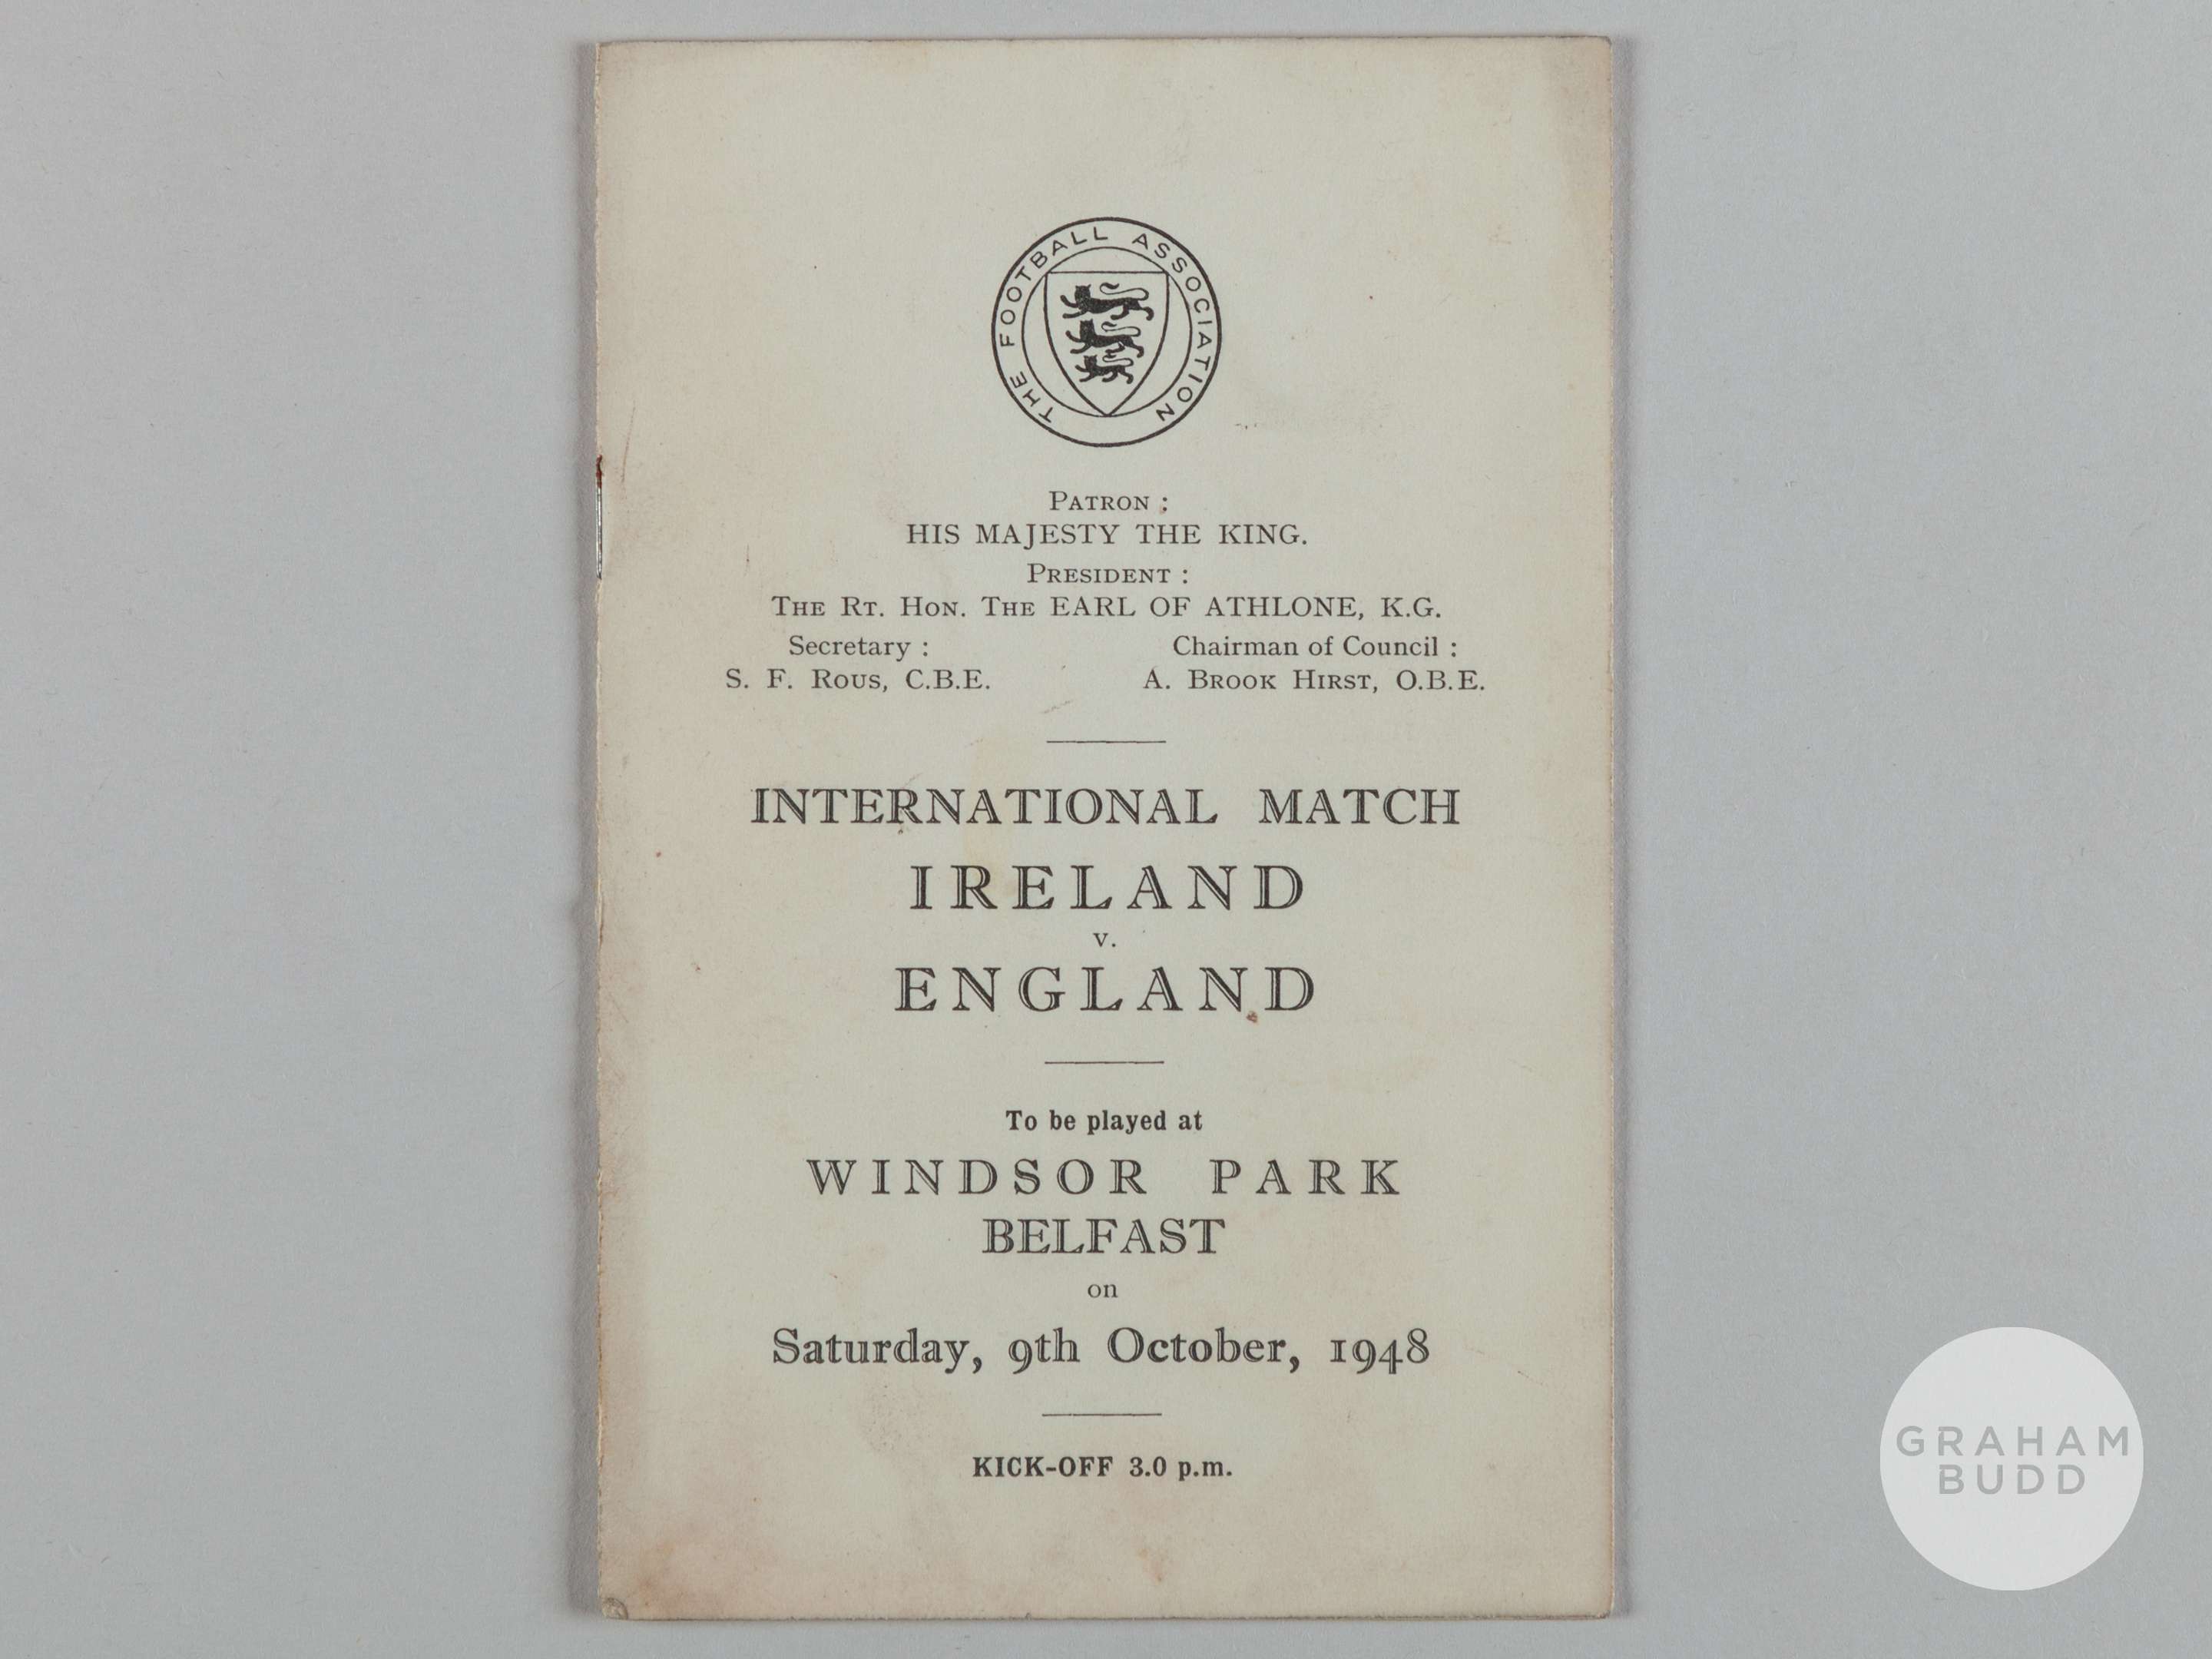 THE FOOTBALL ASSOCIATION
PATRON :
HIS MAJESTY THE KING.
PRESIDENT :
THE RT. HON. THE EARL OF ATHLONE, K.G.
Secretary : Chairman of Council :
S. F. ROUS, C.B.E. A. BROOK HIRST, O.B.E.
INTERNATIONAL MATCH
IRELAND
v.
ENGLAND
To be played at
WINDSOR PARK
BELFAST
on
Saturday, 9th October, 1948
KICK-OFF 3.0 p.m.
GRAHAM
BUDD